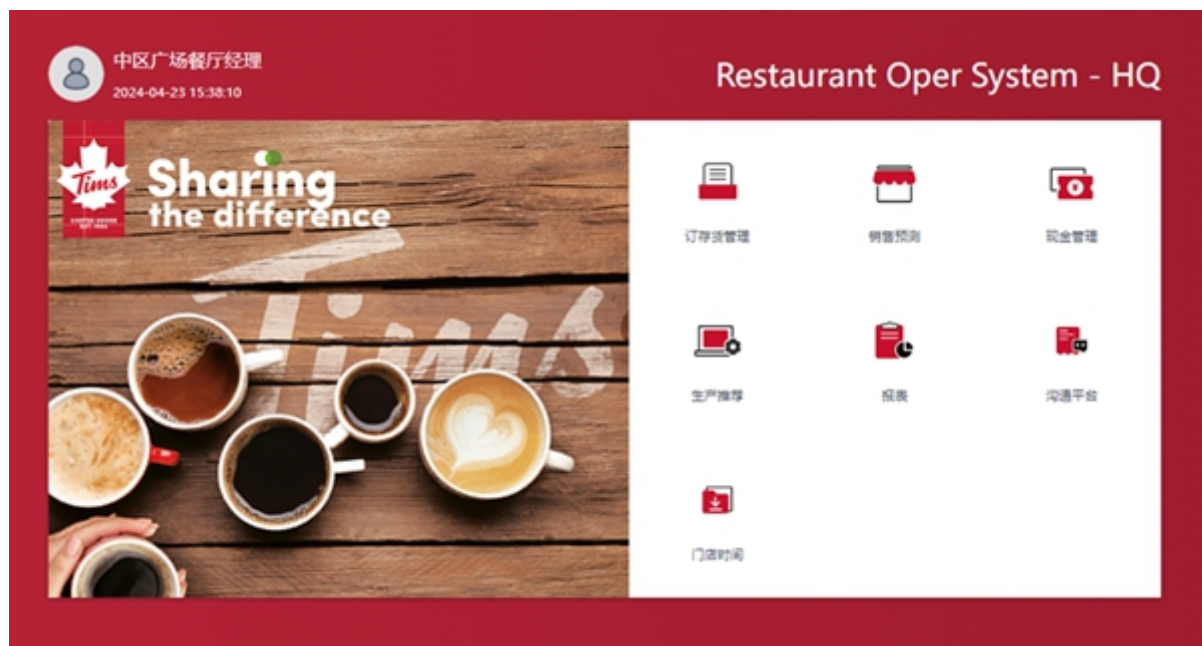 中区广场餐厅经理
2024-04-23 15:38:10
Restaurant Oper System - HQ
Tims
Sharing
the difference
Tims
订存货管理
销售预测
现金管理
生产推荐
报表
沟通平台
门店时间